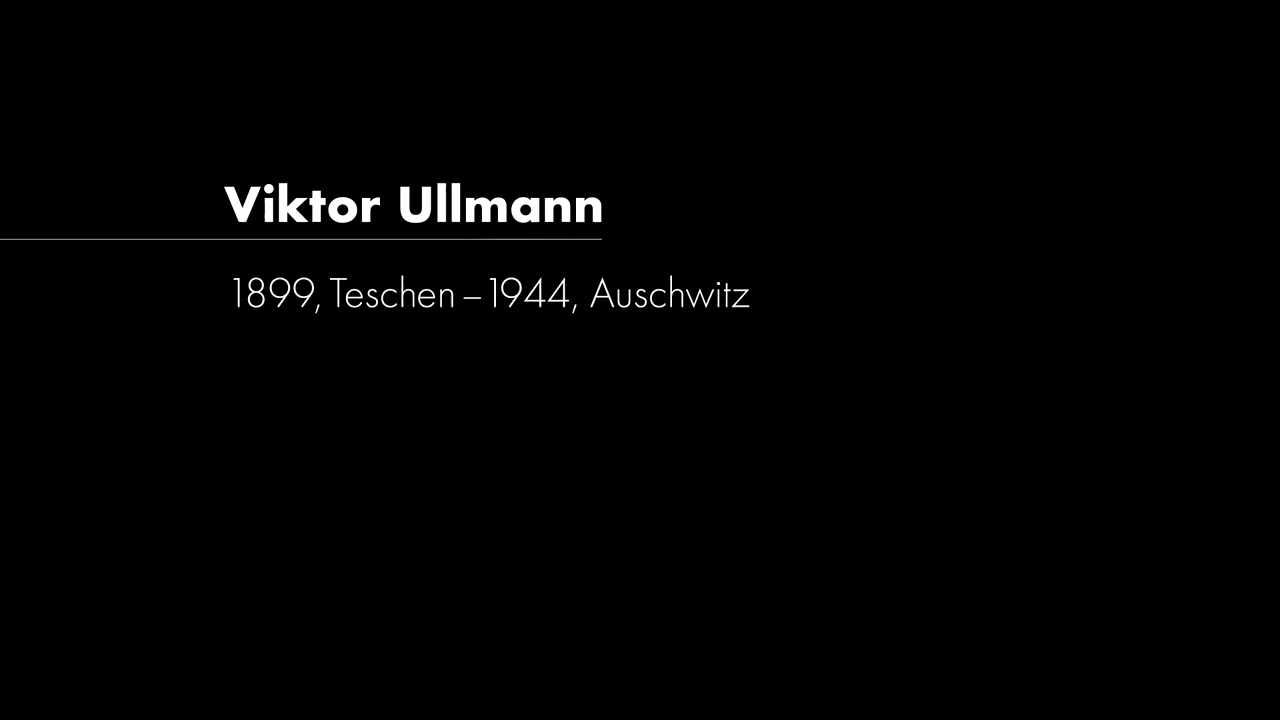 Viktor Ullmann
1899, Teschen – 1944, Auschwitz